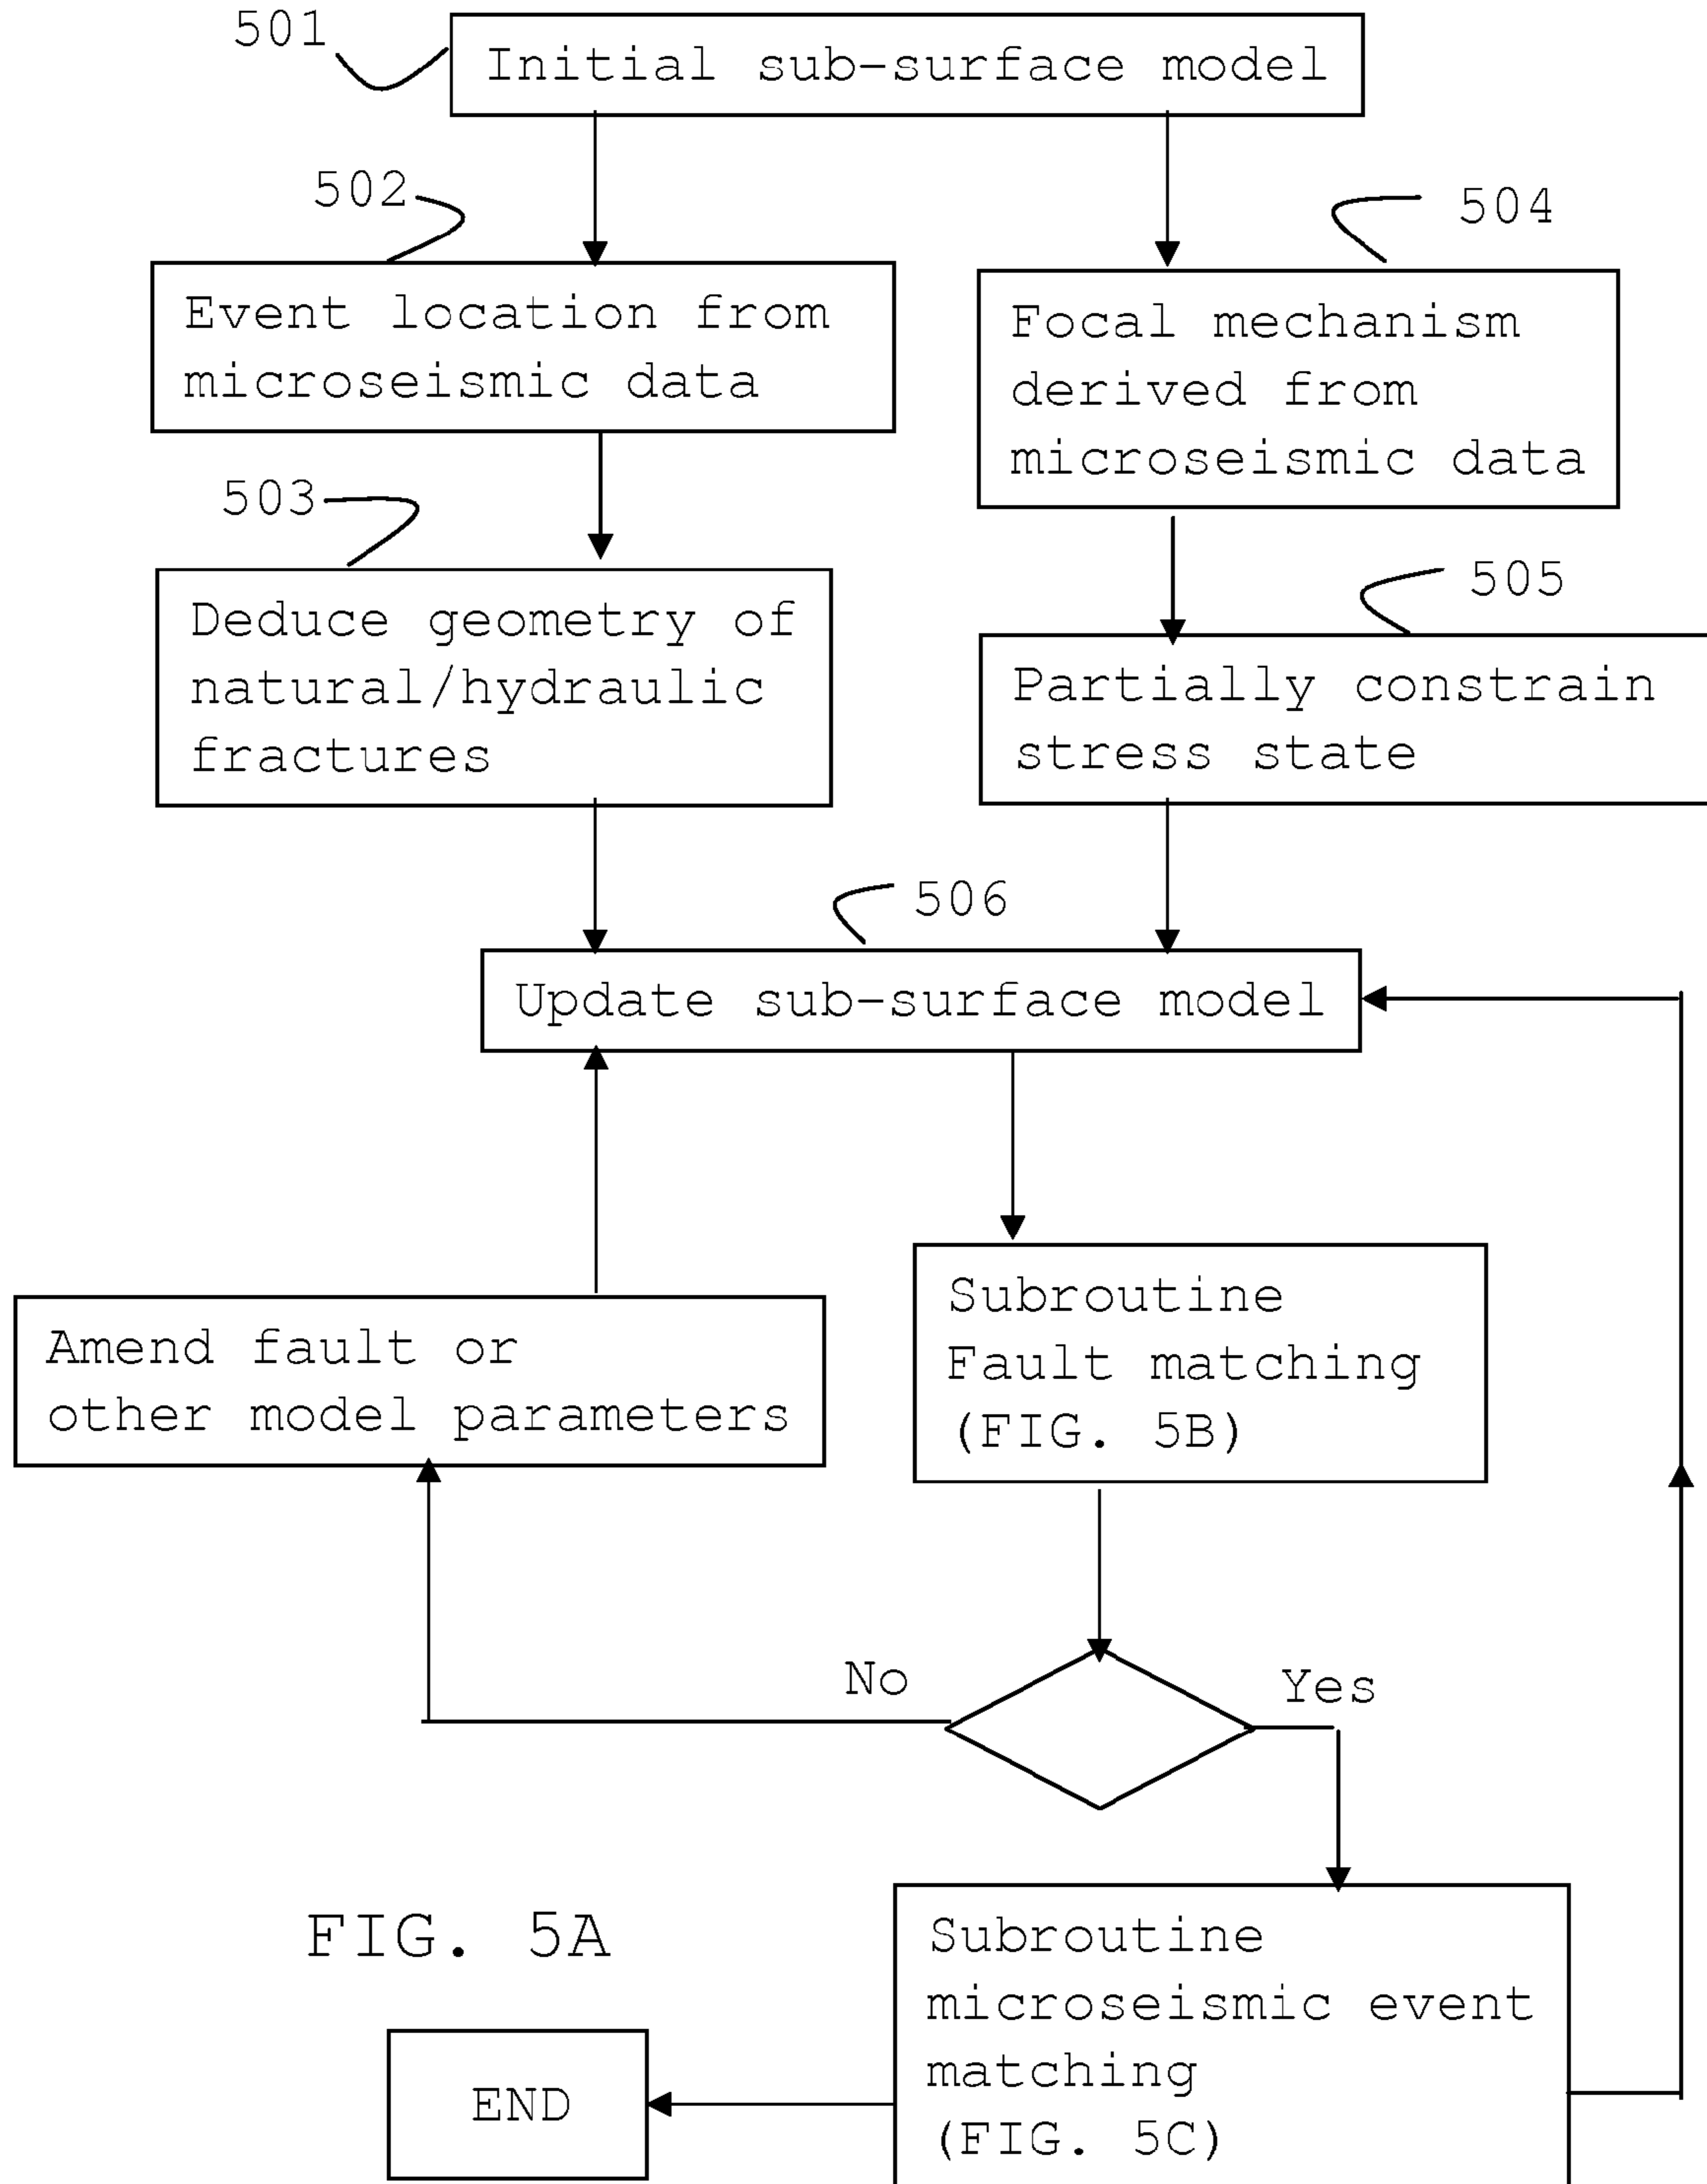 501
Initial sub-surface model
502
504
Event location from
microseismic data
Focal mechanism
derived from
microseismic data
503
505
Deduce geometry of
natural/hydraulic
fractures
Partially constrain
stress state
506
Update sub-surface model
Amend fault or
other model parameters
Subroutine
Fault matching
(FIG. 5B)
No
Yes
FIG. 5A
Subroutine
microseismic event
matching
(FIG. 5C)
END